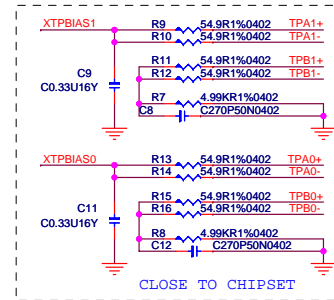 XTPBIAS1 R9 54.9R1%0402 TPA1+
R10 54.9R1%0402 TPA1-
R11 54.9R1%0402 TPB1+
C9 R12 54.9R1%0402 TPB1-
C0.33U16Y
R7 4.99KR1%0402
C8 C270P50N0402
XTPBIAS0 R13 54.9R1%0402 TPA0+
R14 54.9R1%0402 TPA0-
R15 54.9R1%0402 TPB0+
C11 R16 54.9R1%0402 TPB0-
C0.33U16Y
R8 4.99KR1%0402
C12 C270P50N0402
CLOSE TO CHIPSET